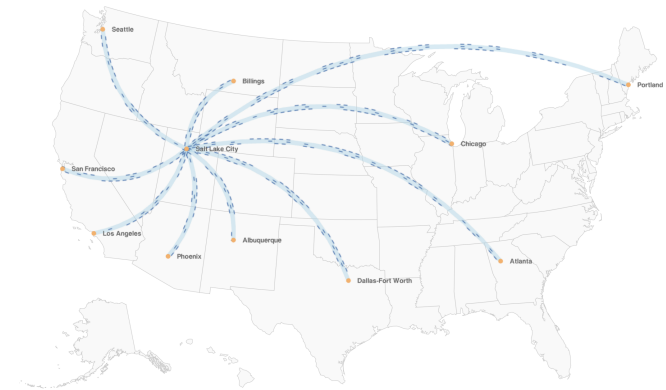 Seattle
Billings
Portland
Chicago
Salt Lake City
San Francisco
Los Angeles
Albuquerque
Phoenix
Atlanta
Dallas-Fort Worth